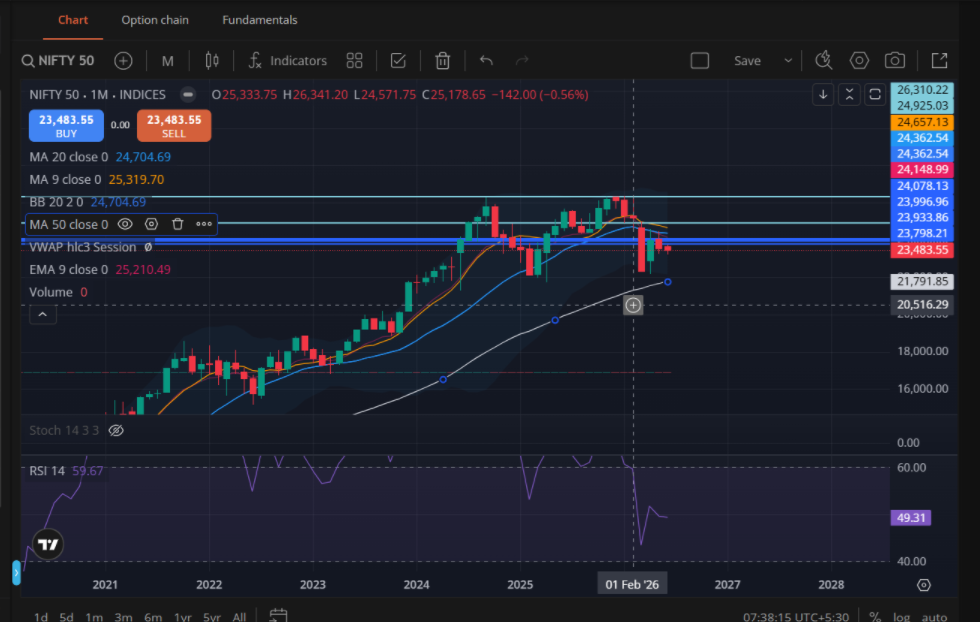 Chart Option chain Fundamentals
NIFTY 50 M Indicators Save
NIFTY 50 · 1M · INDICES O25,333.75 H26,341.20 L24,571.75 C25,178.65 −142.00 (−0.56%)
23,483.55 BUY 0.00 23,483.55 SELL
MA 20 close 0 24,704.69
MA 9 close 0 25,319.70
BB 20 2 0 24,704.69
MA 50 close 0
VWAP hlc3 Session ø
EMA 9 close 0 25,210.49
Volume 0
26,310.22
24,925.03
24,657.13
24,362.54
24,362.54
24,148.99
24,078.13
23,996.96
23,933.86
23,798.21
23,483.55
21,791.85
20,516.29
18,000.00
16,000.00
Stoch 14 3 3
0.00
RSI 14 59.67
60.00
49.31
40.00
2021 2022 2023 2024 2025 01 Feb '26 2027 2028
1d 5d 1m 3m 6m 1yr 3yr 5yr All 07:38:15 UTC+5:30 % log auto